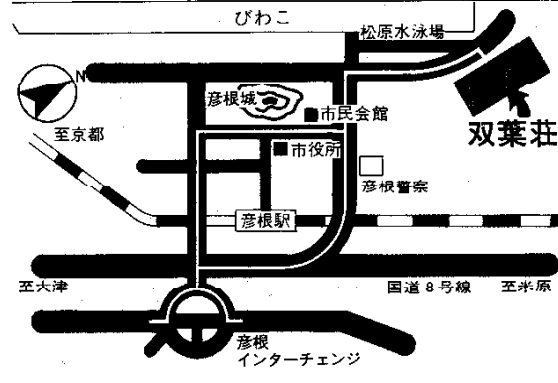 びわこ
松原水泳場
N
彦根城
市民会館
至京都
双葉荘
市役所
彦根警察
彦根駅
至大津
国道8号線
至米原
彦根
インターチェンジ